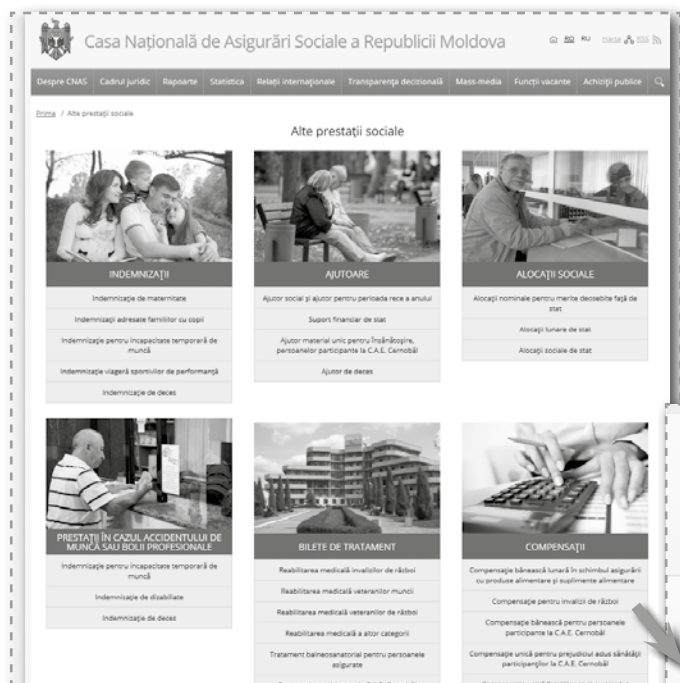 Casa Națională de Asigurări Sociale a Republicii Moldova
RO RU Harta RSS
Despre CNAS Cadrul juridic Rapoarte Statistica Relații internaționale Transparența decizională Mass-media Funcții vacante Achiziții publice
Prima / Alte prestații sociale
Alte prestații sociale
INDEMNIZAȚII
Indemnizație de maternitate
Indemnizații adresate familiilor cu copii
Indemnizație pentru incapacitate temporară de
muncă
Indemnizație viageră sportivilor de performanță
Indemnizație de deces
AJUTOARE
Ajutor social și ajutor pentru perioada rece a anului
Suport financiar de stat
Ajutor material unic pentru însănătoșire,
persoanelor participante la C.A.E. Cernobâl
Ajutor de deces
ALOCAȚII SOCIALE
Alocații nominale pentru merite deosebite față de
stat
Alocații lunare de stat
Alocații sociale de stat
PRESTAȚII ÎN CAZUL ACCIDENTULUI DE
MUNCĂ SAU BOLII PROFESIONALE
Indemnizație pentru incapacitate temporară de
muncă
Indemnizație de dizabiliate
Indemnizație de deces
BILETE DE TRATAMENT
Reabilitarea medicală invalizilor de război
Reabilitarea medicală veteranilor muncii
Reabilitarea medicală veteranilor de război
Reabilitarea medicală a altor categorii
Tratament balneosanatorial pentru persoanele
asigurate
COMPENSAȚII
Compensație bănească lunară în schimbul asigurării
cu produse alimentare și suplimente alimentare
Compensație pentru invalizii de război
Compensație bănească pentru persoanele
participante la C.A.E. Cernobâl
Compensație unică pentru prejudiciul adus sănătății
participanților la C.A.E. Cernobâl